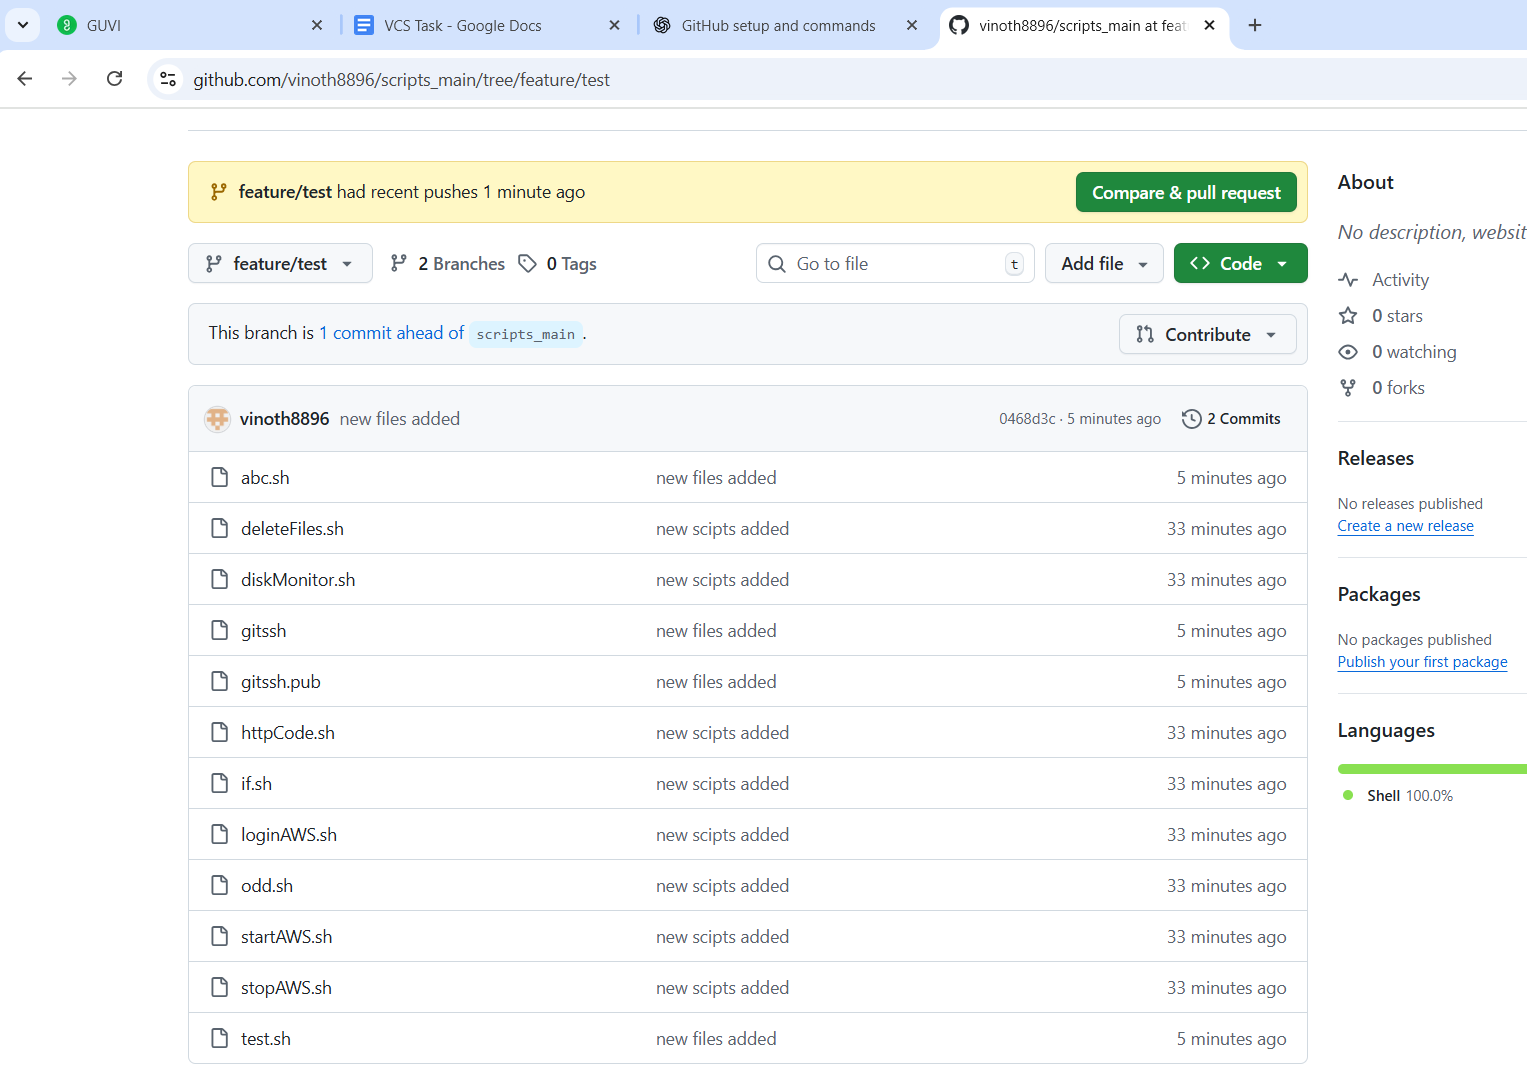 GUVI
VCS Task - Google Docs
GitHub setup and commands
vinoth8896/scripts_main at feat
github.com/vinoth8896/scripts_main/tree/feature/test
feature/test had recent pushes 1 minute ago
Compare & pull request
feature/test
2 Branches
0 Tags
Go to file
t
Add file
Code
This branch is 1 commit ahead of scripts_main .
Contribute
vinoth8896 new files added
0468d3c · 5 minutes ago
2 Commits
abc.sh new files added 5 minutes ago
deleteFiles.sh new scipts added 33 minutes ago
diskMonitor.sh new scipts added 33 minutes ago
gitssh new files added 5 minutes ago
gitssh.pub new files added 5 minutes ago
httpCode.sh new scipts added 33 minutes ago
if.sh new scipts added 33 minutes ago
loginAWS.sh new scipts added 33 minutes ago
odd.sh new scipts added 33 minutes ago
startAWS.sh new scipts added 33 minutes ago
stopAWS.sh new scipts added 33 minutes ago
test.sh new files added 5 minutes ago
About
No description, websit
Activity
0 stars
0 watching
0 forks
Releases
No releases published
Create a new release
Packages
No packages published
Publish your first package
Languages
Shell 100.0%